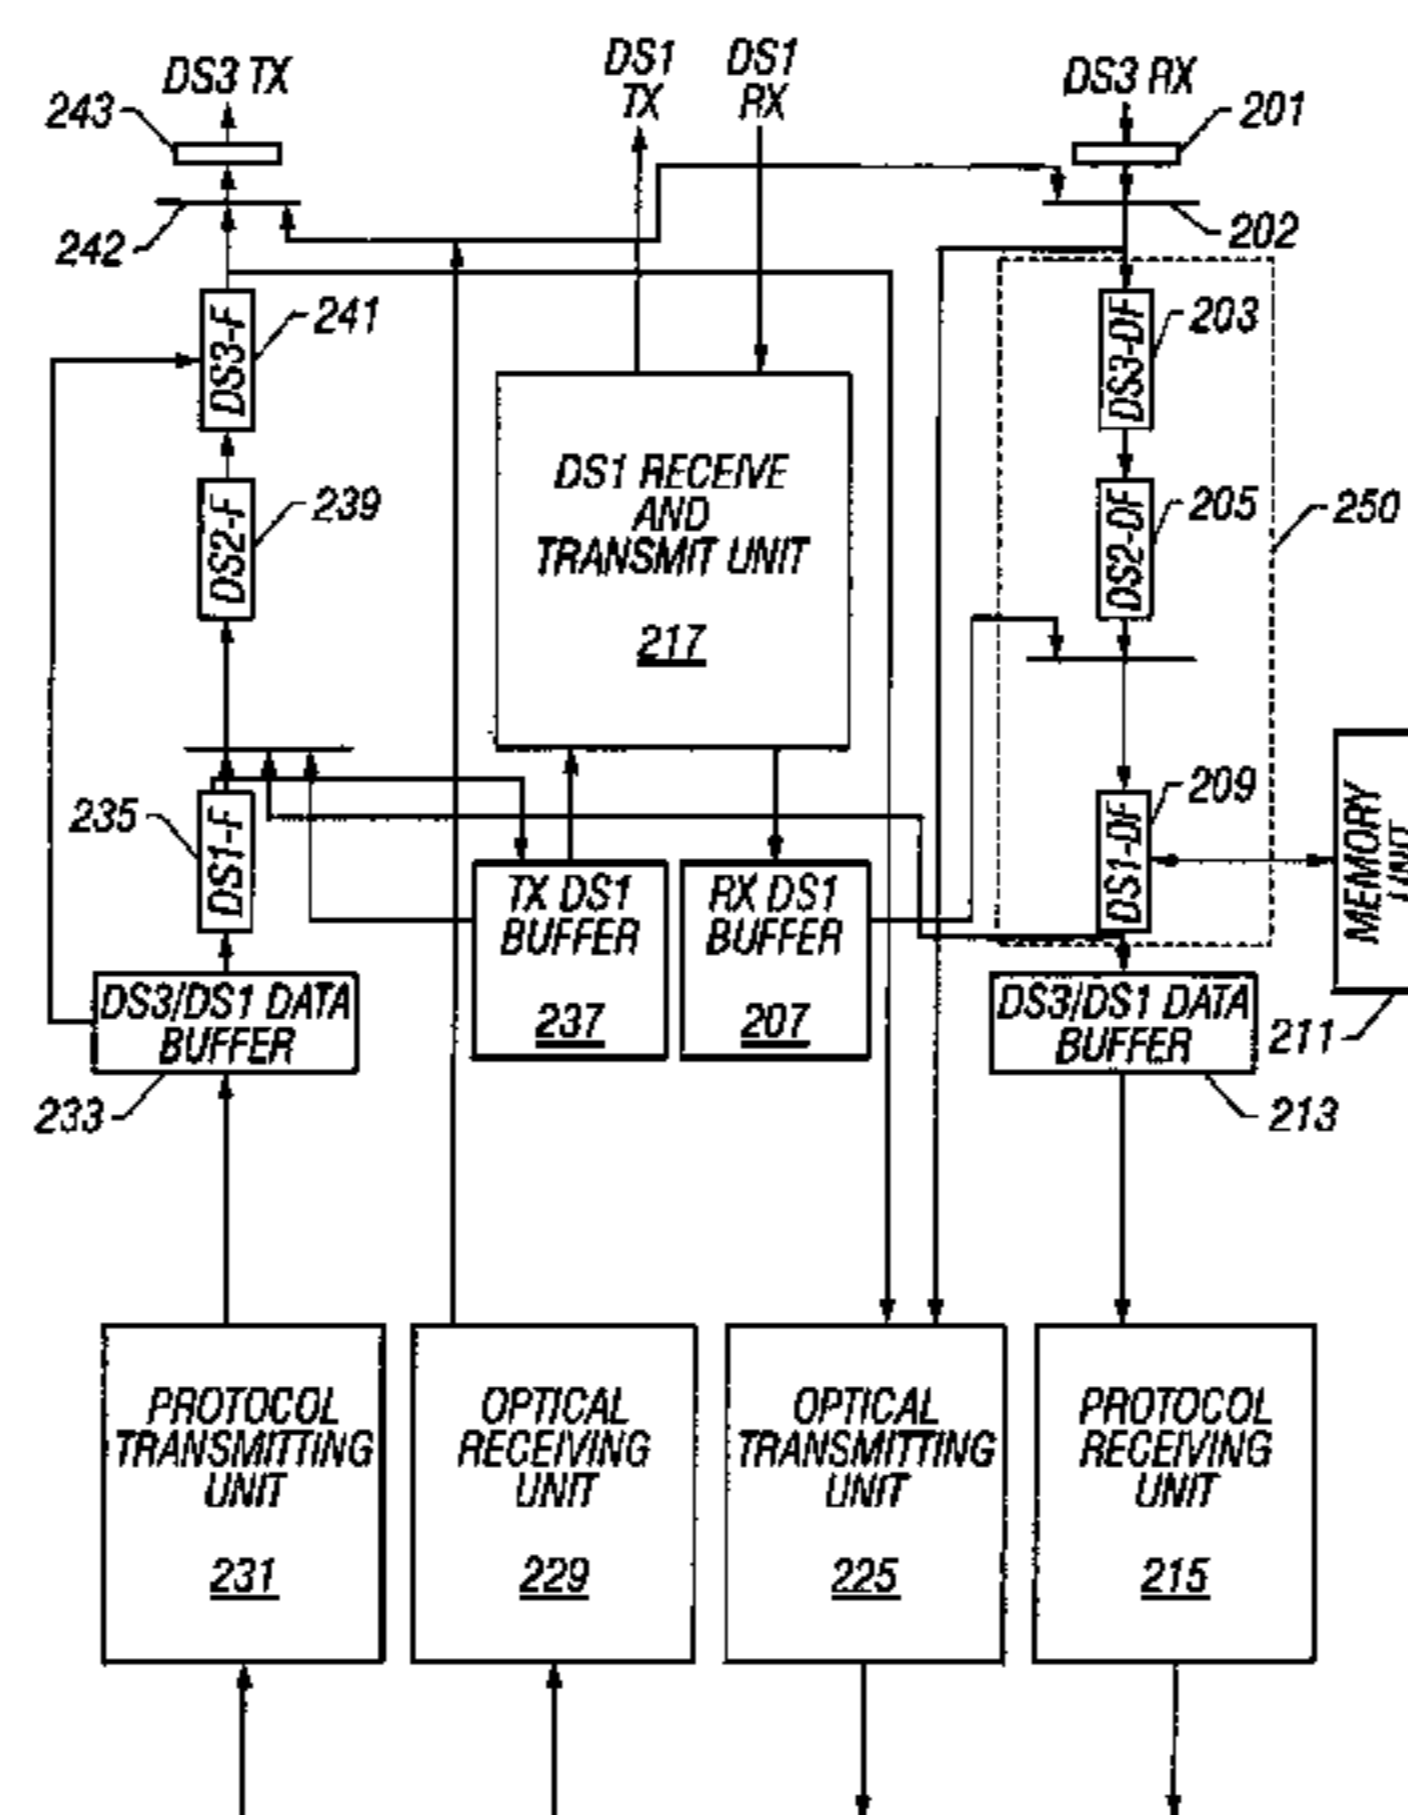 DS3 TX
DS1
TX
DS1
RX
DS3 RX
243
201
242
202
DS3-F
241
DS3-DF
203
DS2-F
239
DS2-DF
205
250
DS1 RECEIVE
AND
TRANSMIT UNIT
217
235
DS1-F
DS1-DF
209
MEMORY
UNIT
211
TX DS1
BUFFER
237
RX DS1
BUFFER
207
DS3/DS1 DATA
BUFFER
233
DS3/DS1 DATA
BUFFER
213
PROTOCOL
TRANSMITTING
UNIT
231
OPTICAL
RECEIVING
UNIT
229
OPTICAL
TRANSMITTING
UNIT
225
PROTOCOL
RECEIVING
UNIT
215